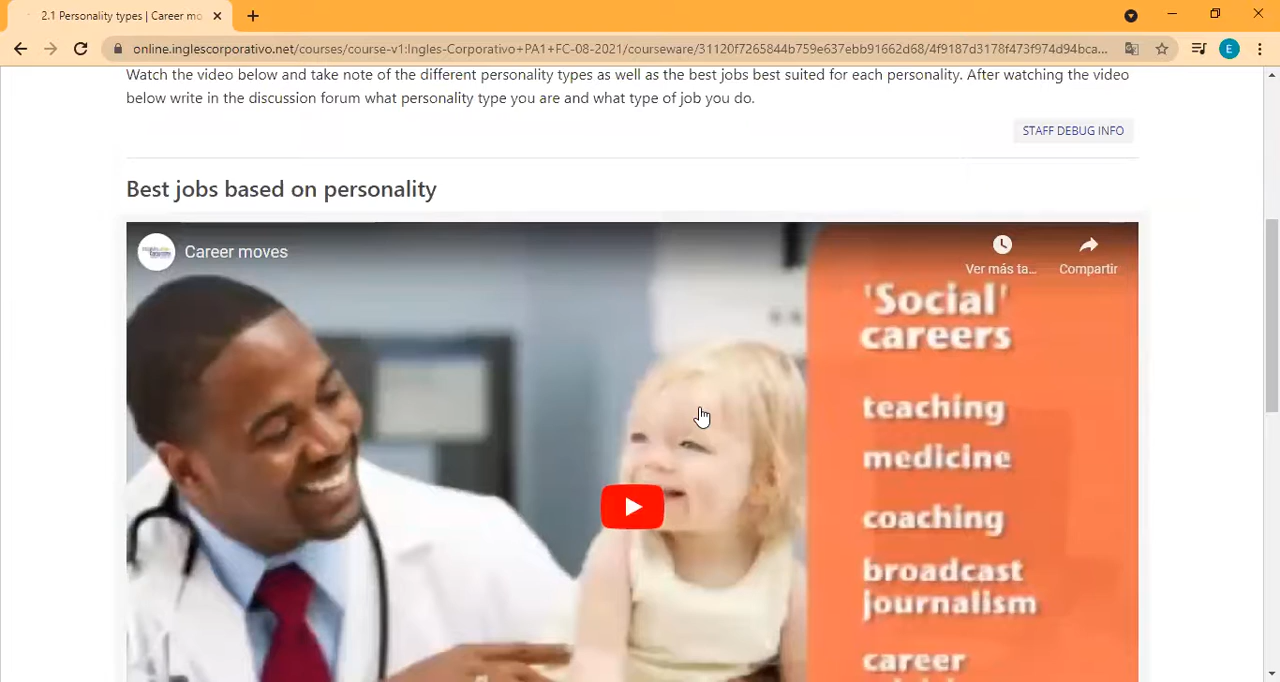 2.1 Personality types | Career mo
online.inglescorporativo.net/courses/course-v1:Ingles-Corporativo+PA1+FC-08-2021/courseware/31120f7265844b759e637ebb91662d68/4f9187d3178f473f974d94bca...
E
Watch the video below and take note of the different personality types as well as the best jobs best suited for each personality. After watching the video
below write in the discussion forum what personality type you are and what type of job you do.
STAFF DEBUG INFO
Best jobs based on personality
Career moves
Ver más ta...
Compartir
'Social'
careers
teaching
medicine
coaching
broadcast
journalism
career